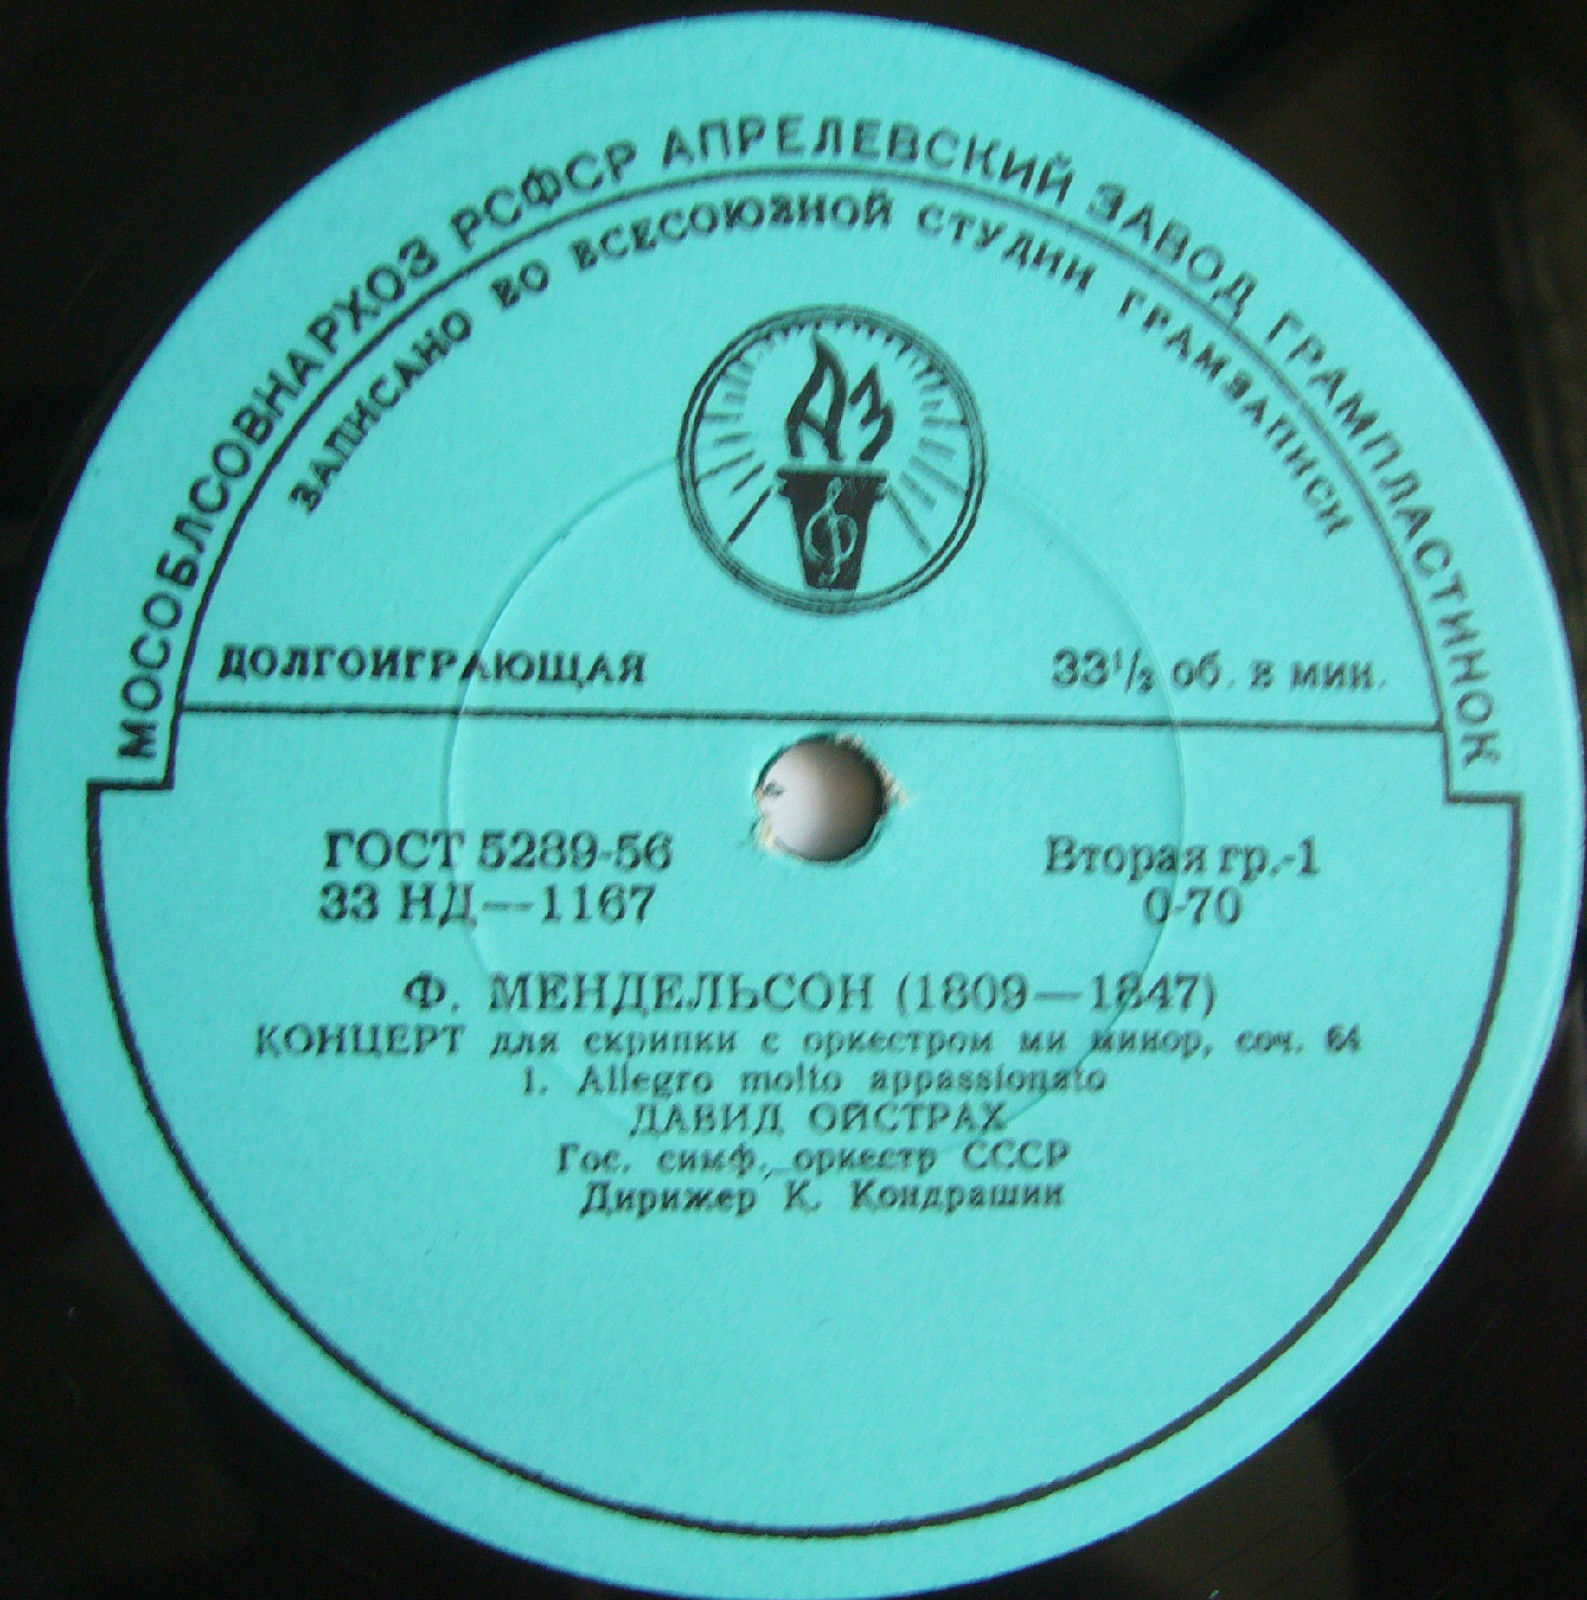 МОСОБЛСОВНАРХОЗ РСФСР АПРЕЛЕВСКИЙ ЗАВОД ГРАМПЛАСТИНОК
ЗАПИСАНО ВО ВСЕСОЮЗНОЙ СТУДИИ ГРАМЗАПИСИ
АЗ
ДОЛГОИГРАЮЩАЯ
33⅓ об. в мин.
ГОСТ 5289-56
33 НД—1167
Вторая гр.-1
0-70
Ф. МЕНДЕЛЬСОН (1809—1847)
КОНЦЕРТ для скрипки с оркестром ми минор, соч. 64
1. Allegro molto appassionato
ДАВИД ОЙСТРАХ
Гос. симф. оркестр СССР
Дирижер К. Кондрашин